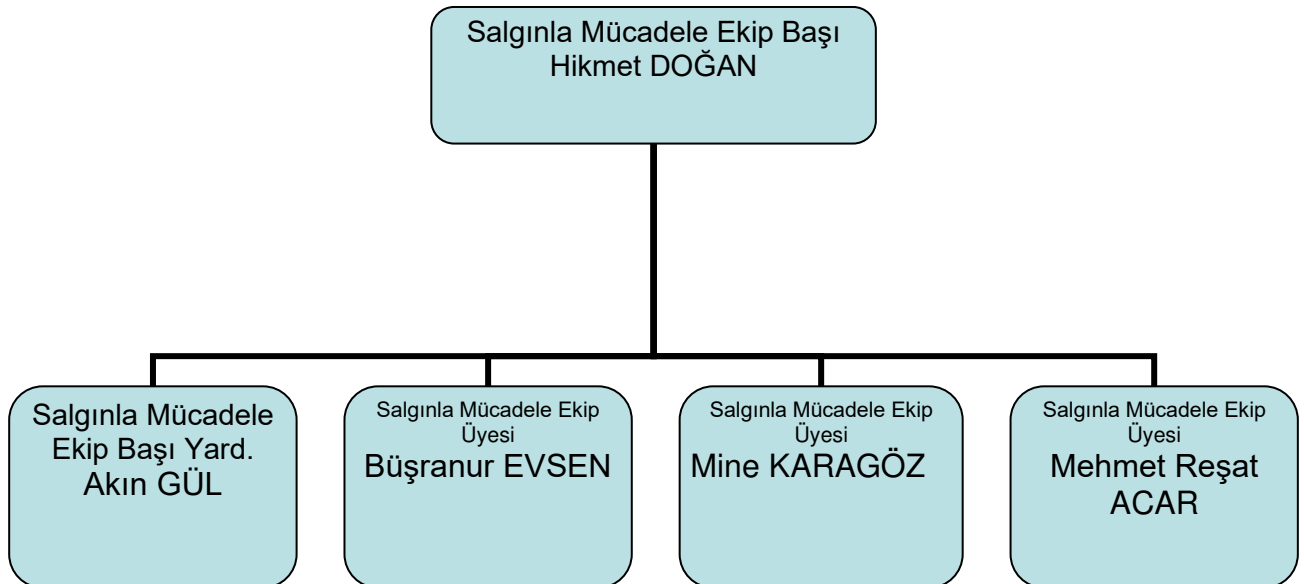 Salgınla Mücadele Ekip Başı
Hikmet DOĞAN
Salgınla Mücadele
Ekip Başı Yard.
Akın GÜL
Salgınla Mücadele Ekip
Üyesi
Büşranur EVSEN
Salgınla Mücadele Ekip
Üyesi
Mine KARAGÖZ
Salgınla Mücadele Ekip
Üyesi
Mehmet Reşat
ACAR